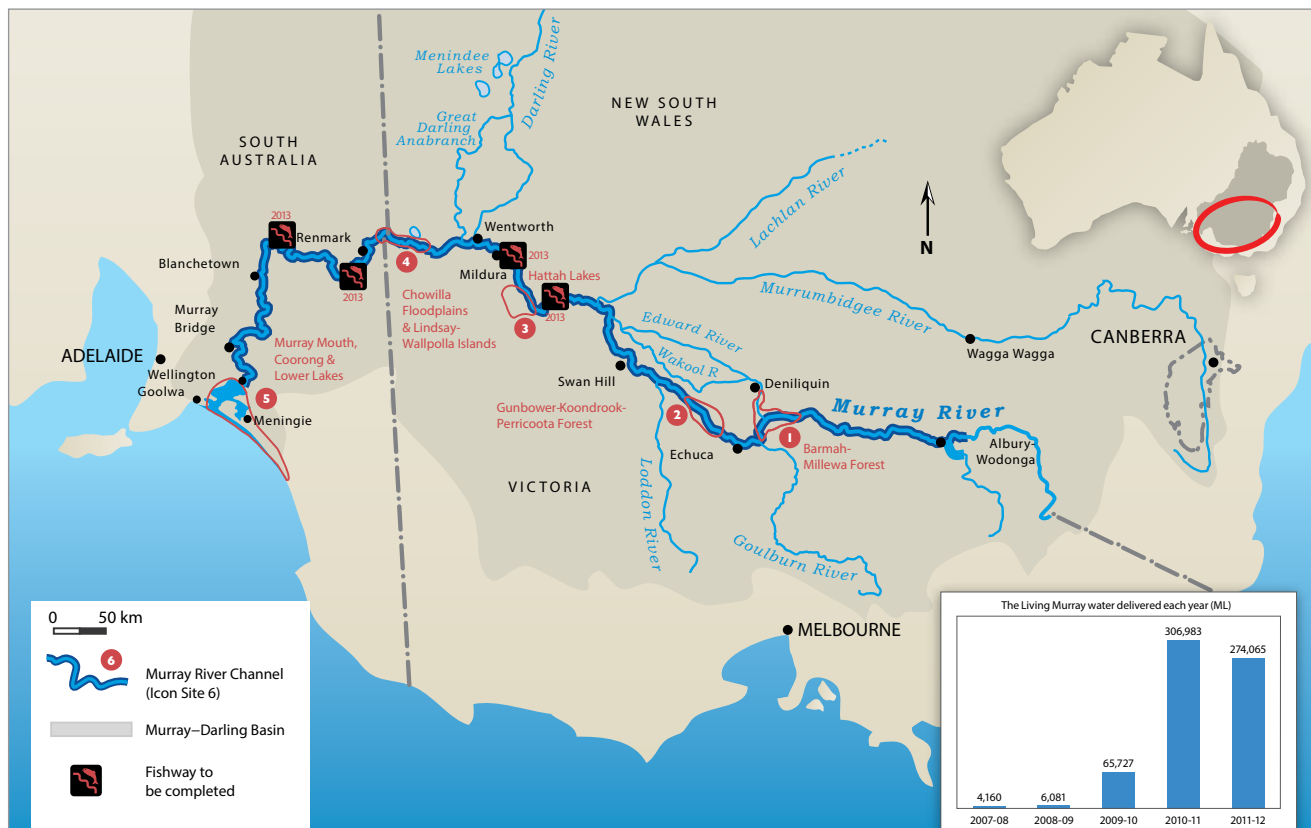 Menindee
Lakes
Darling River
Great
Darling
Anabranch
NEW SOUTH
WALES
SOUTH
AUSTRALIA
Lachlan River
N
2013
Renmark
Wentworth
Blanchetown
4
Mildura
2013
Hattah Lakes
2013
2013
3
Chowilla
Floodplains
& Lindsay-
Wallpolla Islands
Murrumbidgee River
Murray
Bridge
Edward River
CANBERRA
ADELAIDE
Murray Mouth,
Coorong &
Lower Lakes
Wakool R
Wagga Wagga
Wellington
Goolwa
5
Swan Hill
Deniliquin
Meningie
Gunbower-Koondrook-
Perricoota Forest
2
Murray River
1
Echuca
Barmah-
Millewa Forest
Albury-
Wodonga
VICTORIA
Loddon River
Goulburn River
MELBOURNE
0 50 km
6
Murray River Channel
(Icon Site 6)
Murray–Darling Basin
Fishway to
be completed
The Living Murray water delivered each year (ML)
306,983
274,065
65,727
4,160
6,081
2007-08 2008-09 2009-10 2010-11 2011-12